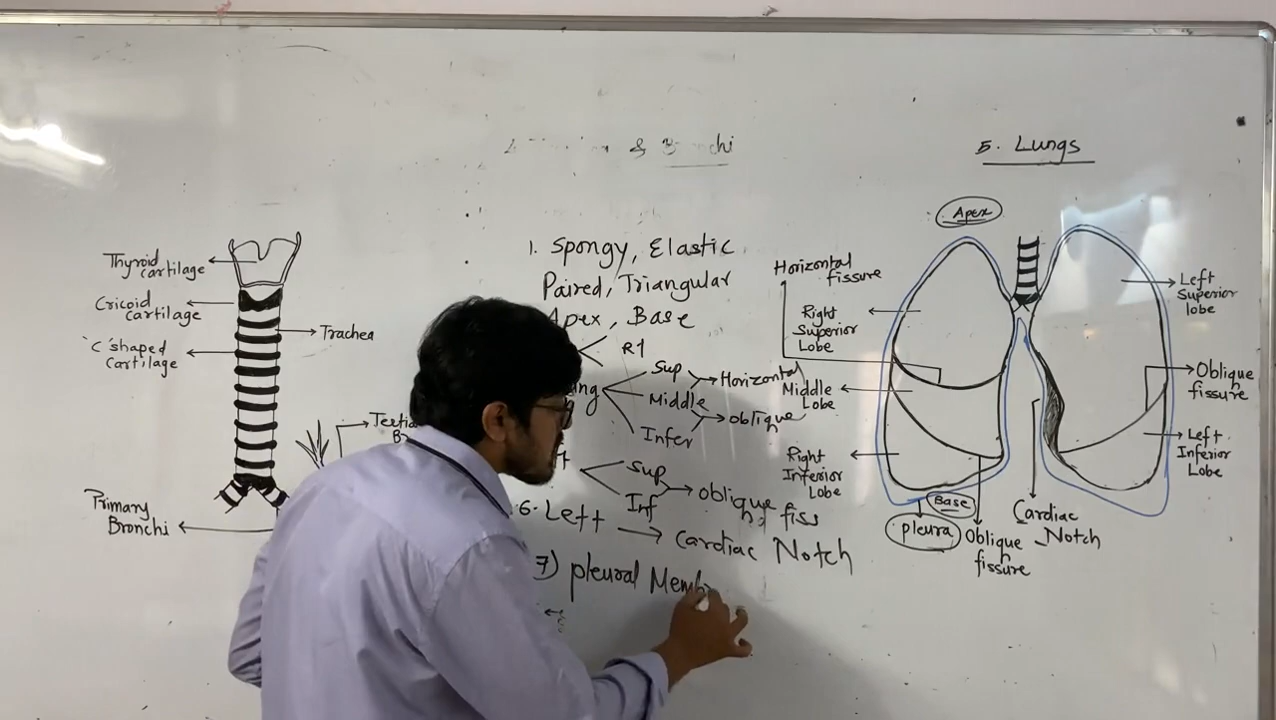 & chi
5. Lungs
Thyroid
cartilage
Cricoid
cartilage
'C' shaped
Cartilage
Trachea
Primary
Bronchi
1. Spongy, Elastic
Paired, Triangular
Apex, Base
Sup
Middle
Infer
Horizontal
oblique
Sup
Inf
oblique fiss
6. Left → Cardiac Notch
7) pleural Memb
Apex
Horizontal
fissure
Right
Superior
Lobe
Middle
Lobe
Right
Inferior
Lobe
Base
pleura
Oblique
fissure
Cardiac
Notch
Left
Superior
lobe
Oblique
fissure
Left
Inferior
Lobe